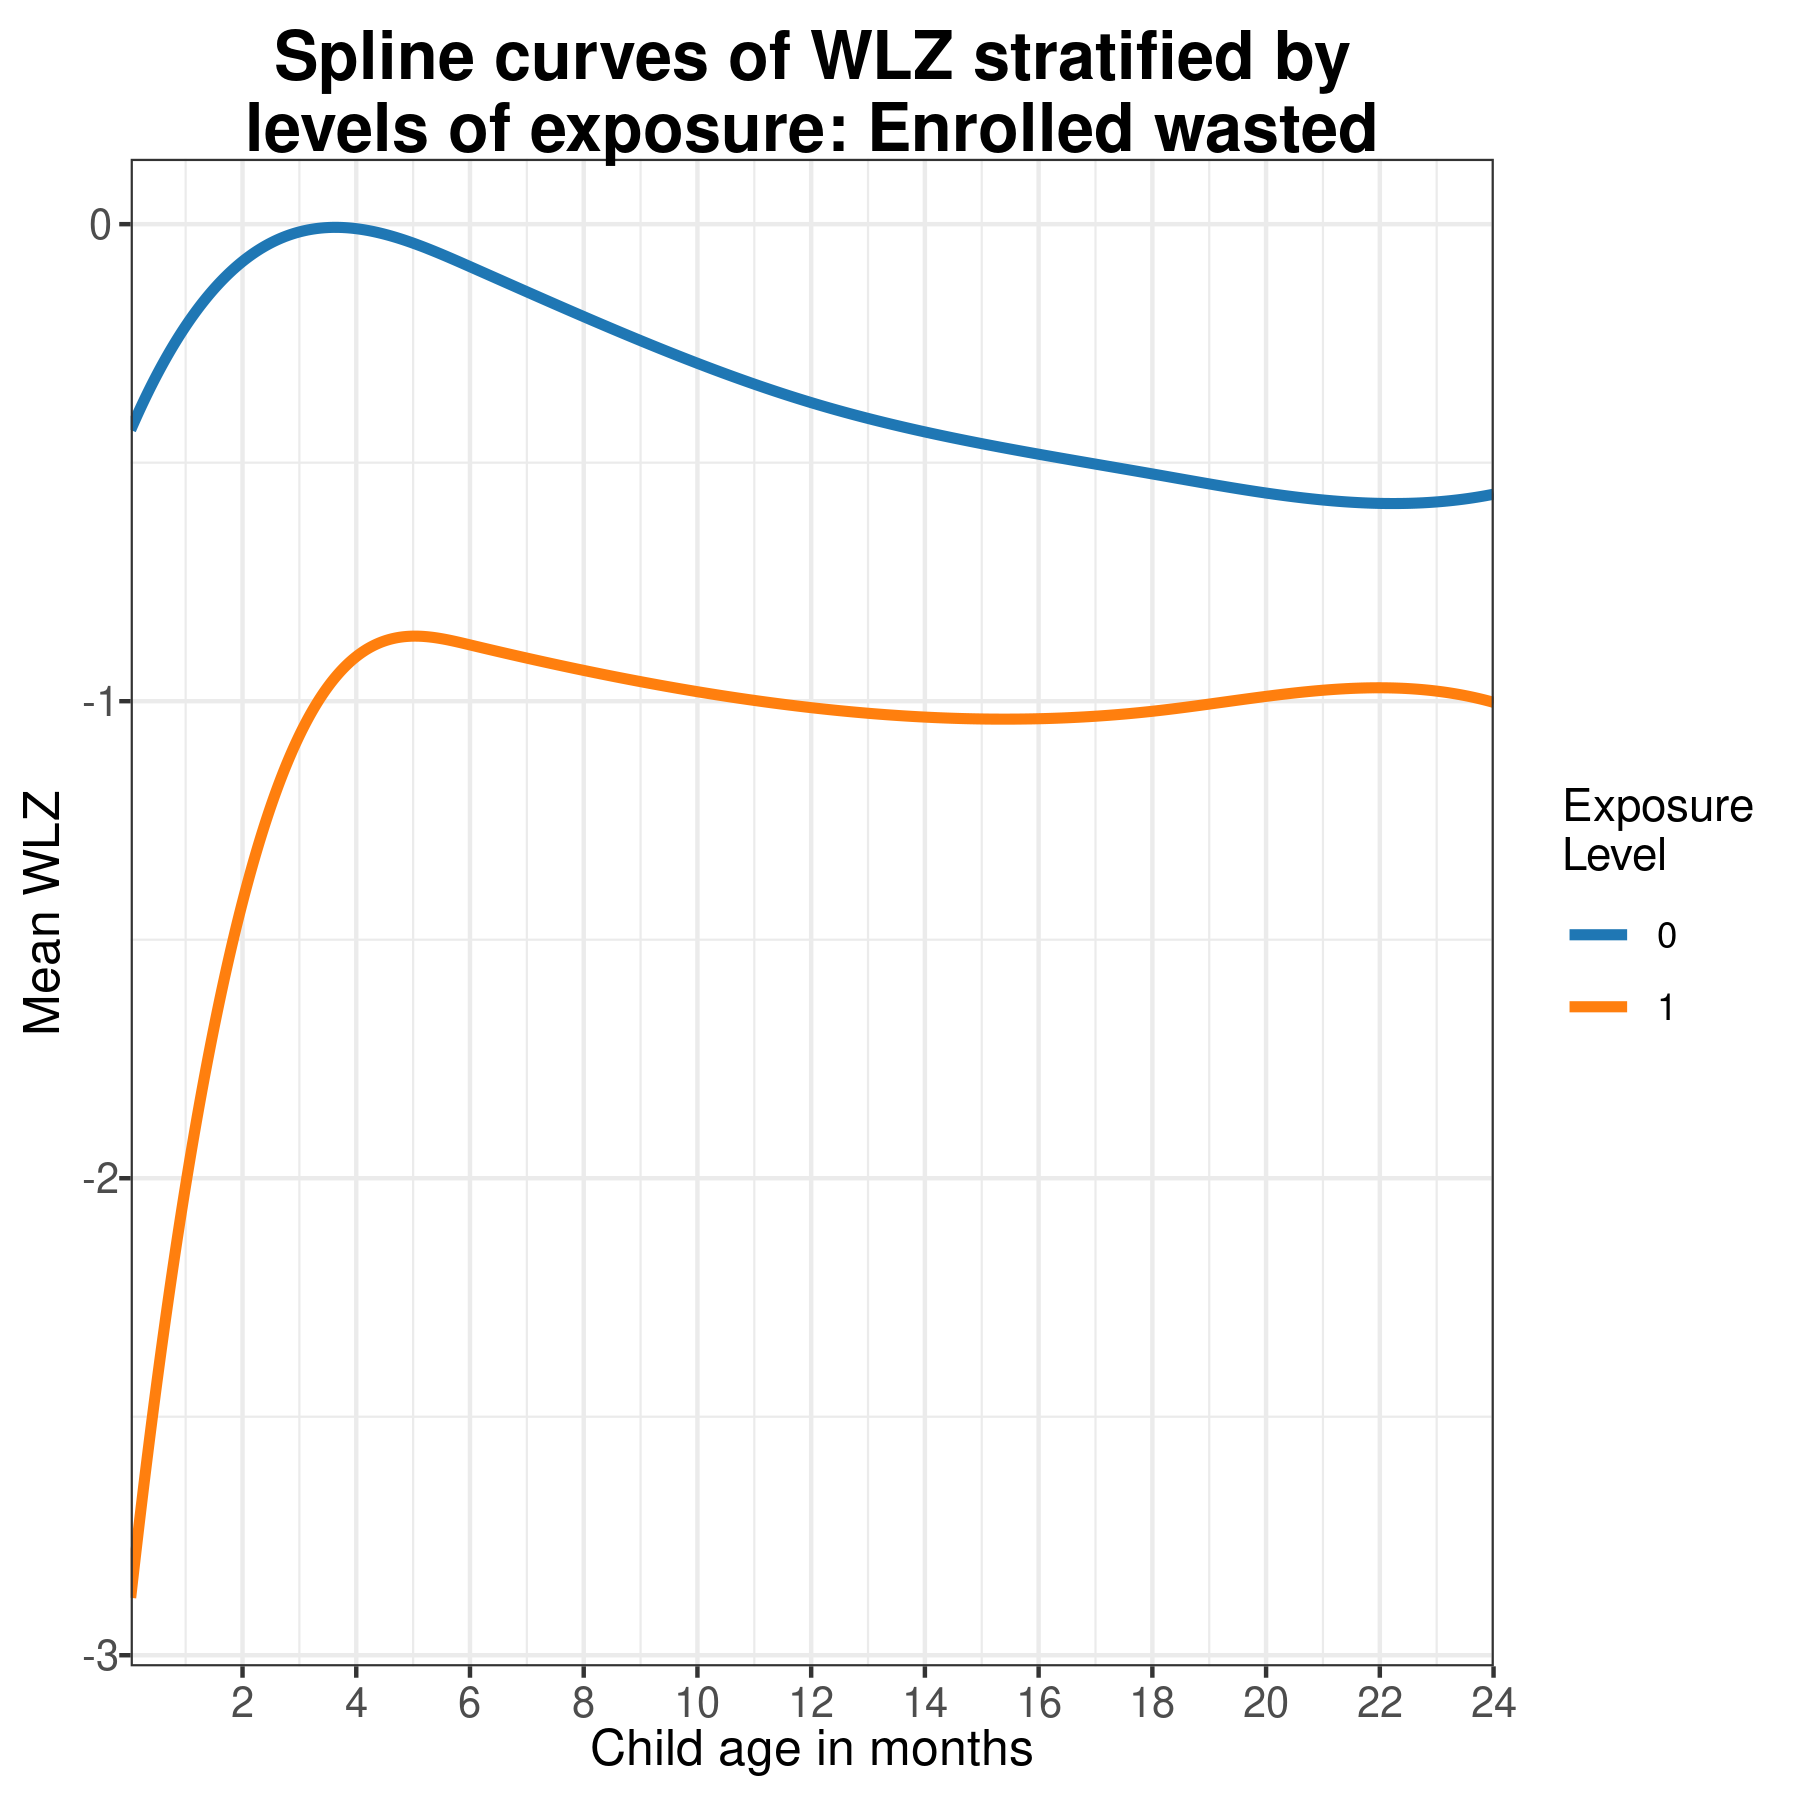 Spline curves of WLZ stratified by
levels of exposure: Enrolled wasted
0
-1
-2
-3
Mean WLZ
2 4 6 8 10 12 14 16 18 20 22 24
Child age in months
Exposure
Level
0
1